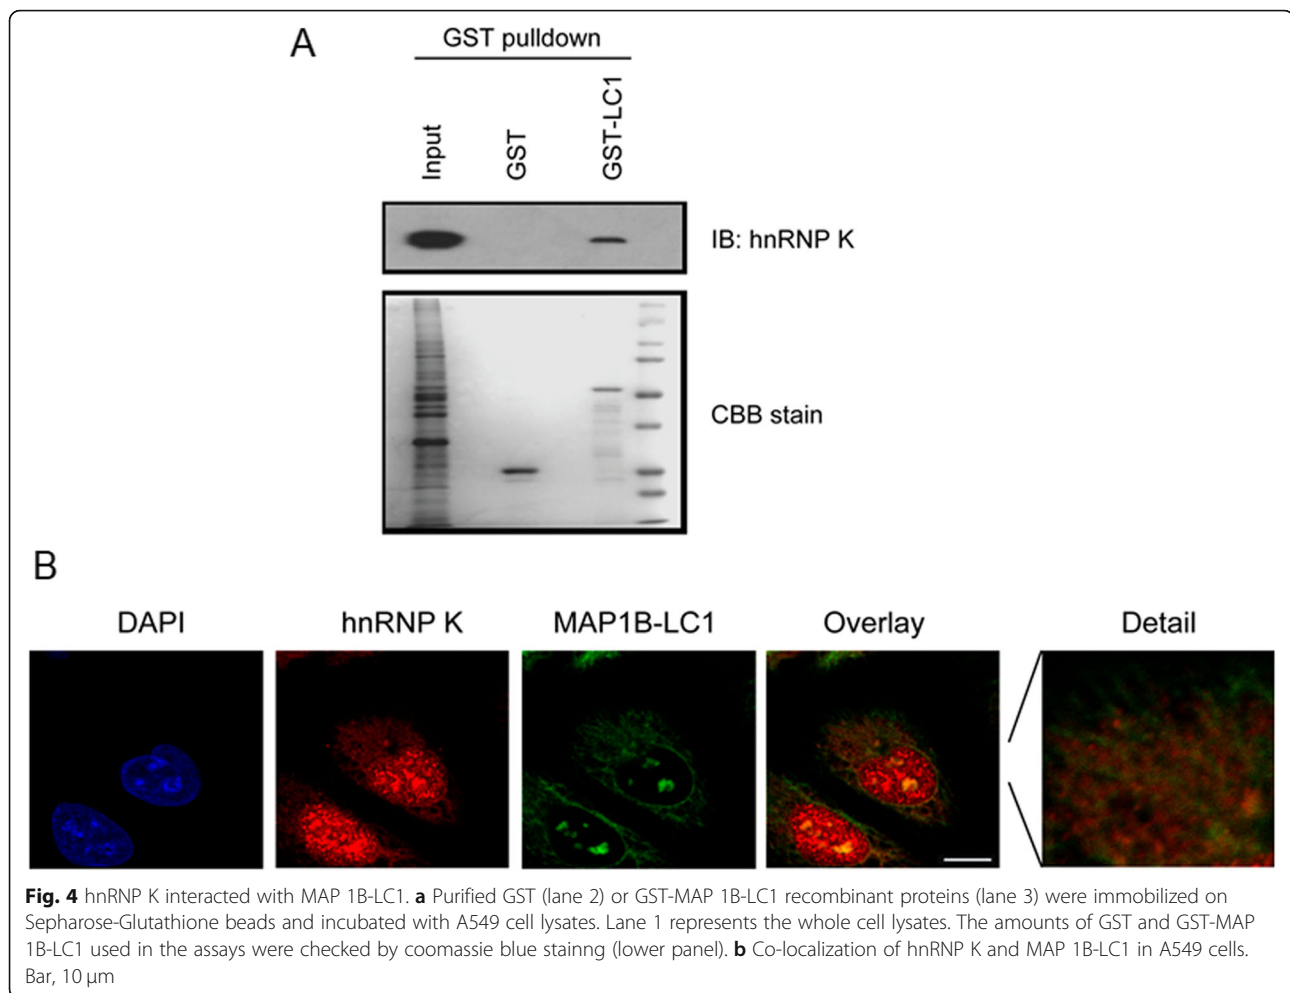 A
GST pulldown
Input
GST
GST-LC1
IB: hnRNP K
CBB stain
B
DAPI
hnRNP K
MAP1B-LC1
Overlay
Detail
Fig. 4 hnRNP K interacted with MAP 1B-LC1. a Purified GST (lane 2) or GST-MAP 1B-LC1 recombinant proteins (lane 3) were immobilized on
Sepharose-Glutathione beads and incubated with A549 cell lysates. Lane 1 represents the whole cell lysates. The amounts of GST and GST-MAP
1B-LC1 used in the assays were checked by coomassie blue stainng (lower panel). b Co-localization of hnRNP K and MAP 1B-LC1 in A549 cells.
Bar, 10 μm